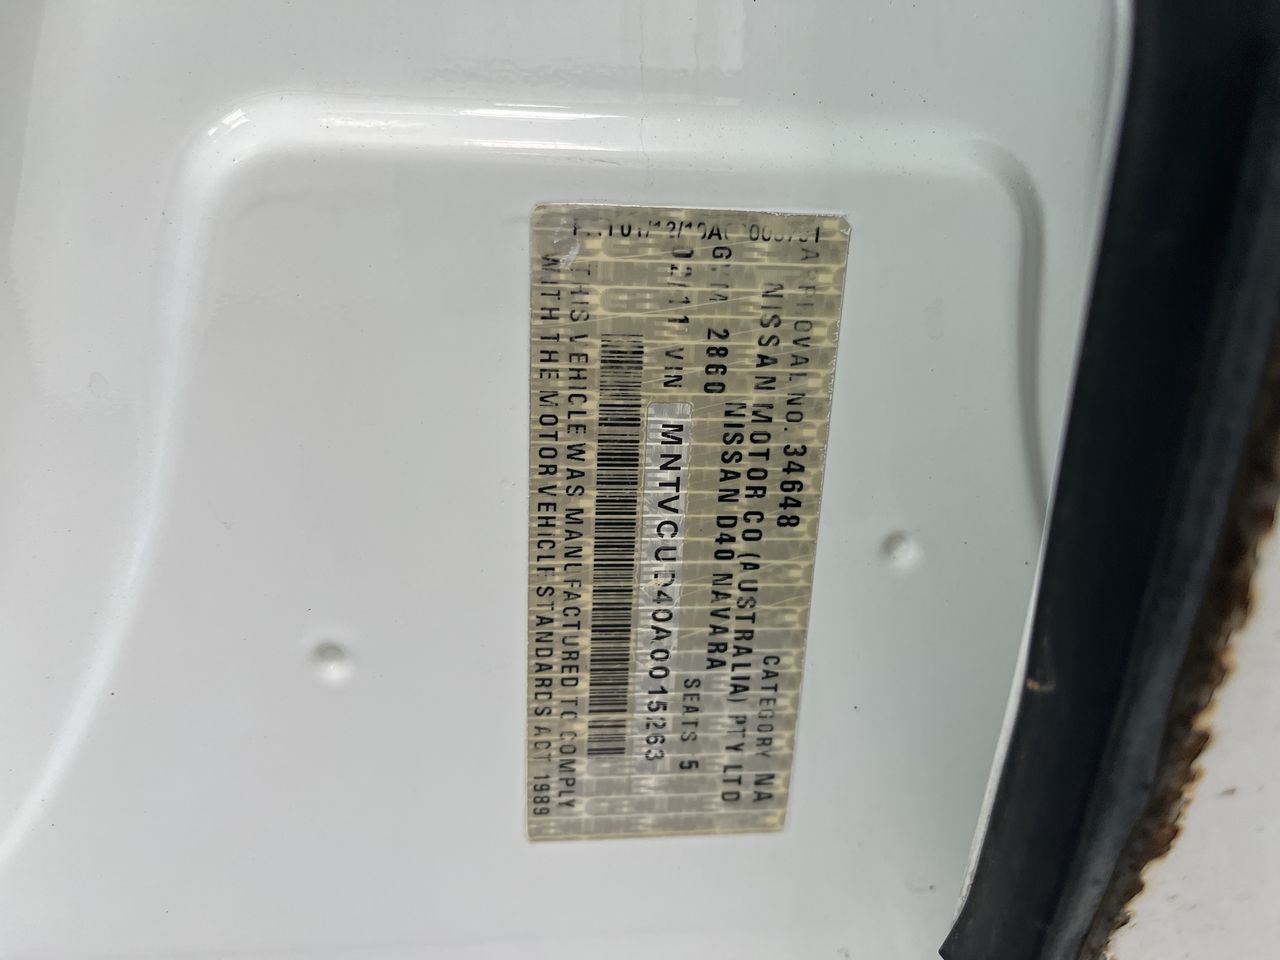 APPROVAL NO. 34648 CATEGORY NA
NISSAN MOTOR CO (AUSTRALIA) PTY LTD
NISSAN D40 NAVARA
GVM 2860 SEATS 5
02/11 VIN MNTVCUD40A0015263
THIS VEHICLE WAS MANUFACTURED TO COMPLY
WITH THE MOTOR VEHICLE STANDARDS ACT 1989